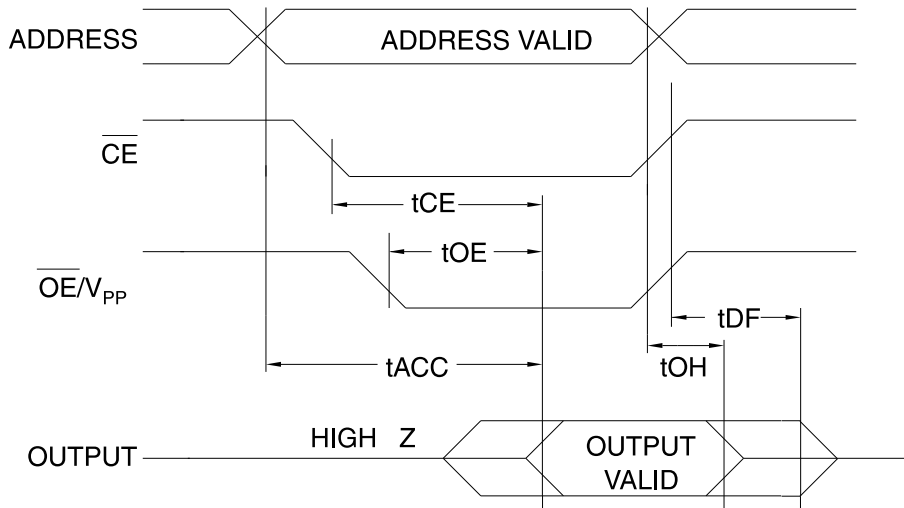 ADDRESS
ADDRESS VALID
CE
tCE
tOE
OE/VPP
tDF
tACC
tOH
HIGH Z
OUTPUT
OUTPUT
VALID